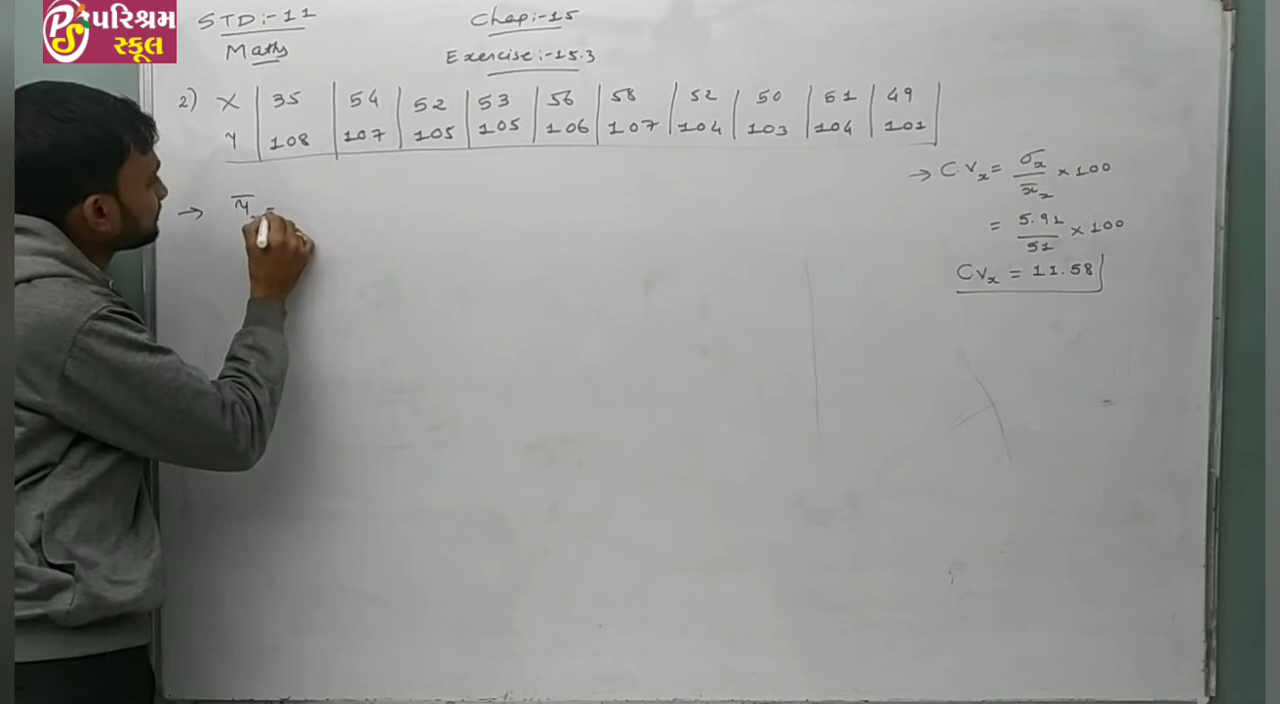 પરિશ્રમ
સ્કૂલ
STD:-11
Maths
Chap:-15
Exercise:-15.3
2) X 35 54 52 53 56 58 52 50 51 49
Y 108 107 105 105 106 107 104 103 104 101
→ C.Vₓ = σₓ / x̄ₓ × 100
= 5.91 / 51 × 100
CVₓ = 11.58
→ ȳ =